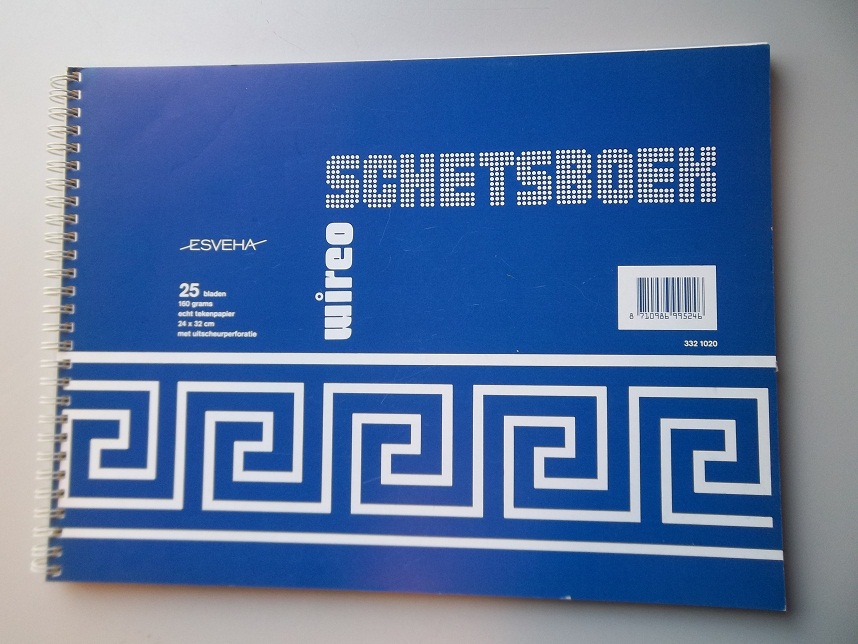 SCHETSBOEK
wireo
ESVEHA
25 bladen
160 grams
echt tekenpapier
24 x 32 cm
met uitscheurperforatie
8 710986 995246
332 1020